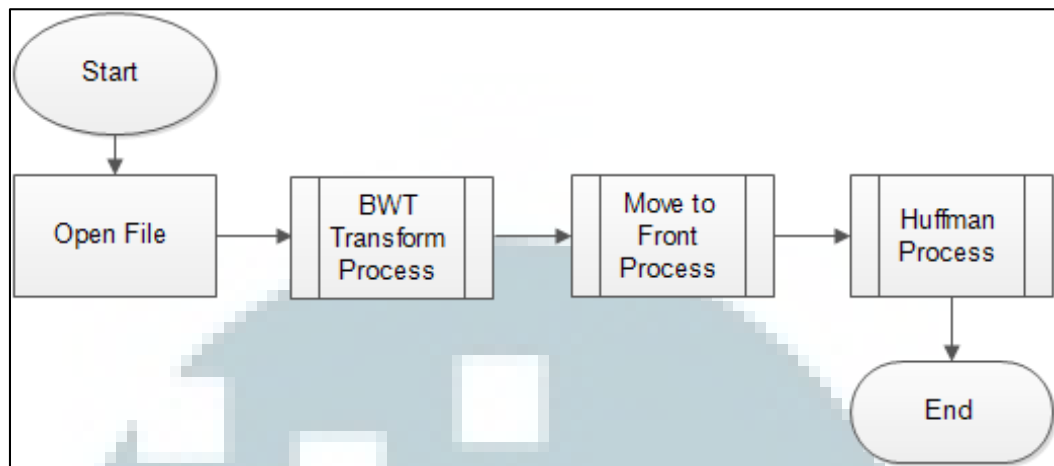 Start
Open File
BWT
Transform
Process
Move to
Front
Process
Huffman
Process
End